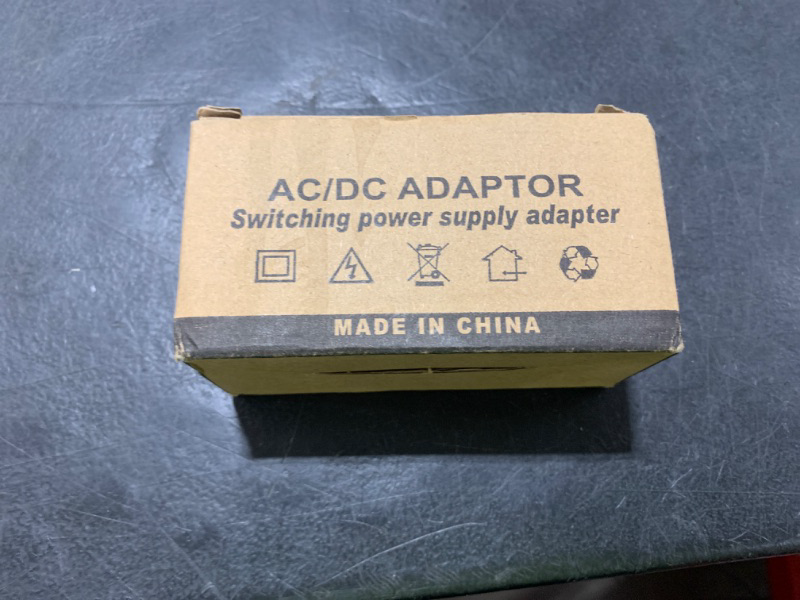 AC/DC ADAPTOR
Switching power supply adapter
MADE IN CHINA